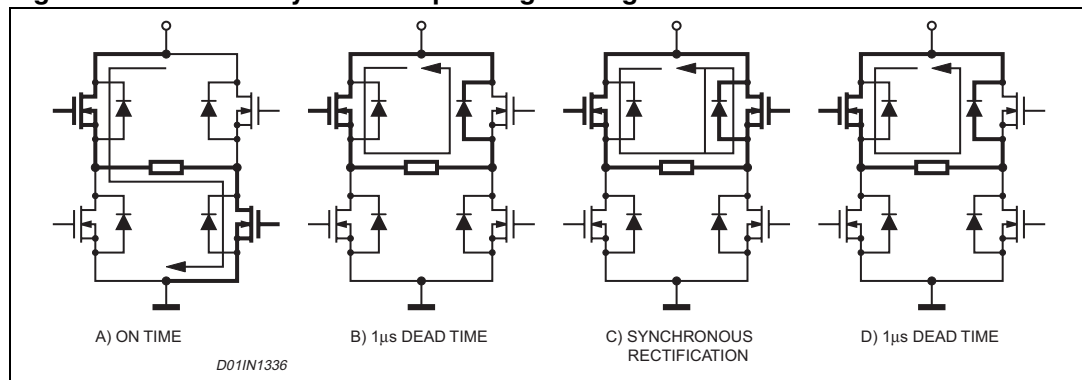 A) ON TIME
B) 1µs DEAD TIME
C) SYNCHRONOUS
RECTIFICATION
D) 1µs DEAD TIME
D01IN1336